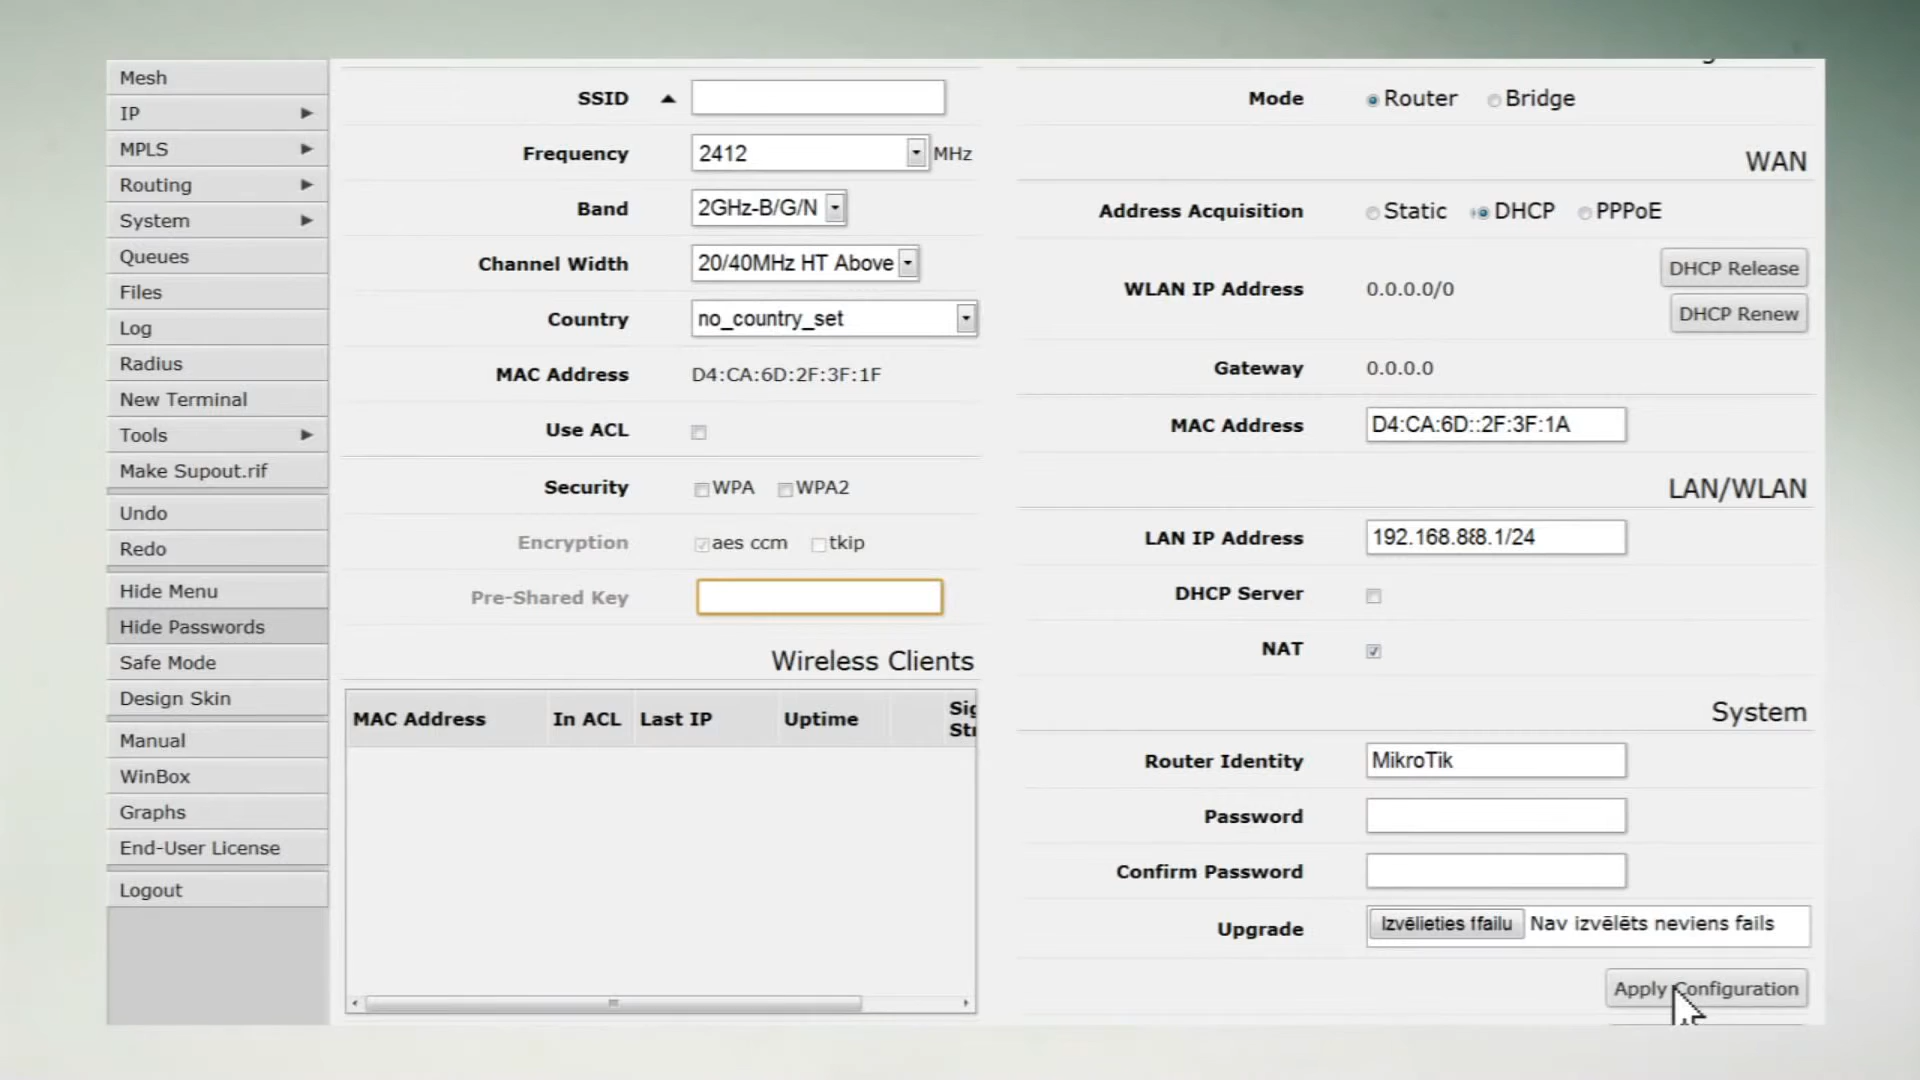 Mesh
IP
MPLS
Routing
System
Queues
Files
Log
Radius
New Terminal
Tools
Make Supout.rif
Undo
Redo
Hide Menu
Hide Passwords
Safe Mode
Design Skin
Manual
WinBox
Graphs
End-User License
Logout
SSID
Frequency 2412 MHz
Band 2GHz-B/G/N
Channel Width 20/40MHz HT Above
Country no_country_set
MAC Address D4:CA:6D:2F:3F:1F
Use ACL
Security WPA WPA2
Encryption aes ccm tkip
Pre-Shared Key
Wireless Clients
MAC Address In ACL Last IP Uptime
Mode Router Bridge
WAN
Address Acquisition Static DHCP PPPoE
WLAN IP Address 0.0.0.0/0
DHCP Release
DHCP Renew
Gateway 0.0.0.0
MAC Address D4:CA:6D::2F:3F:1A
LAN/WLAN
LAN IP Address 192.168.88.1/24
DHCP Server
NAT
System
Router Identity MikroTik
Password
Confirm Password
Upgrade Izvēlieties failu Nav izvēlēts neviens fails
Apply Configuration